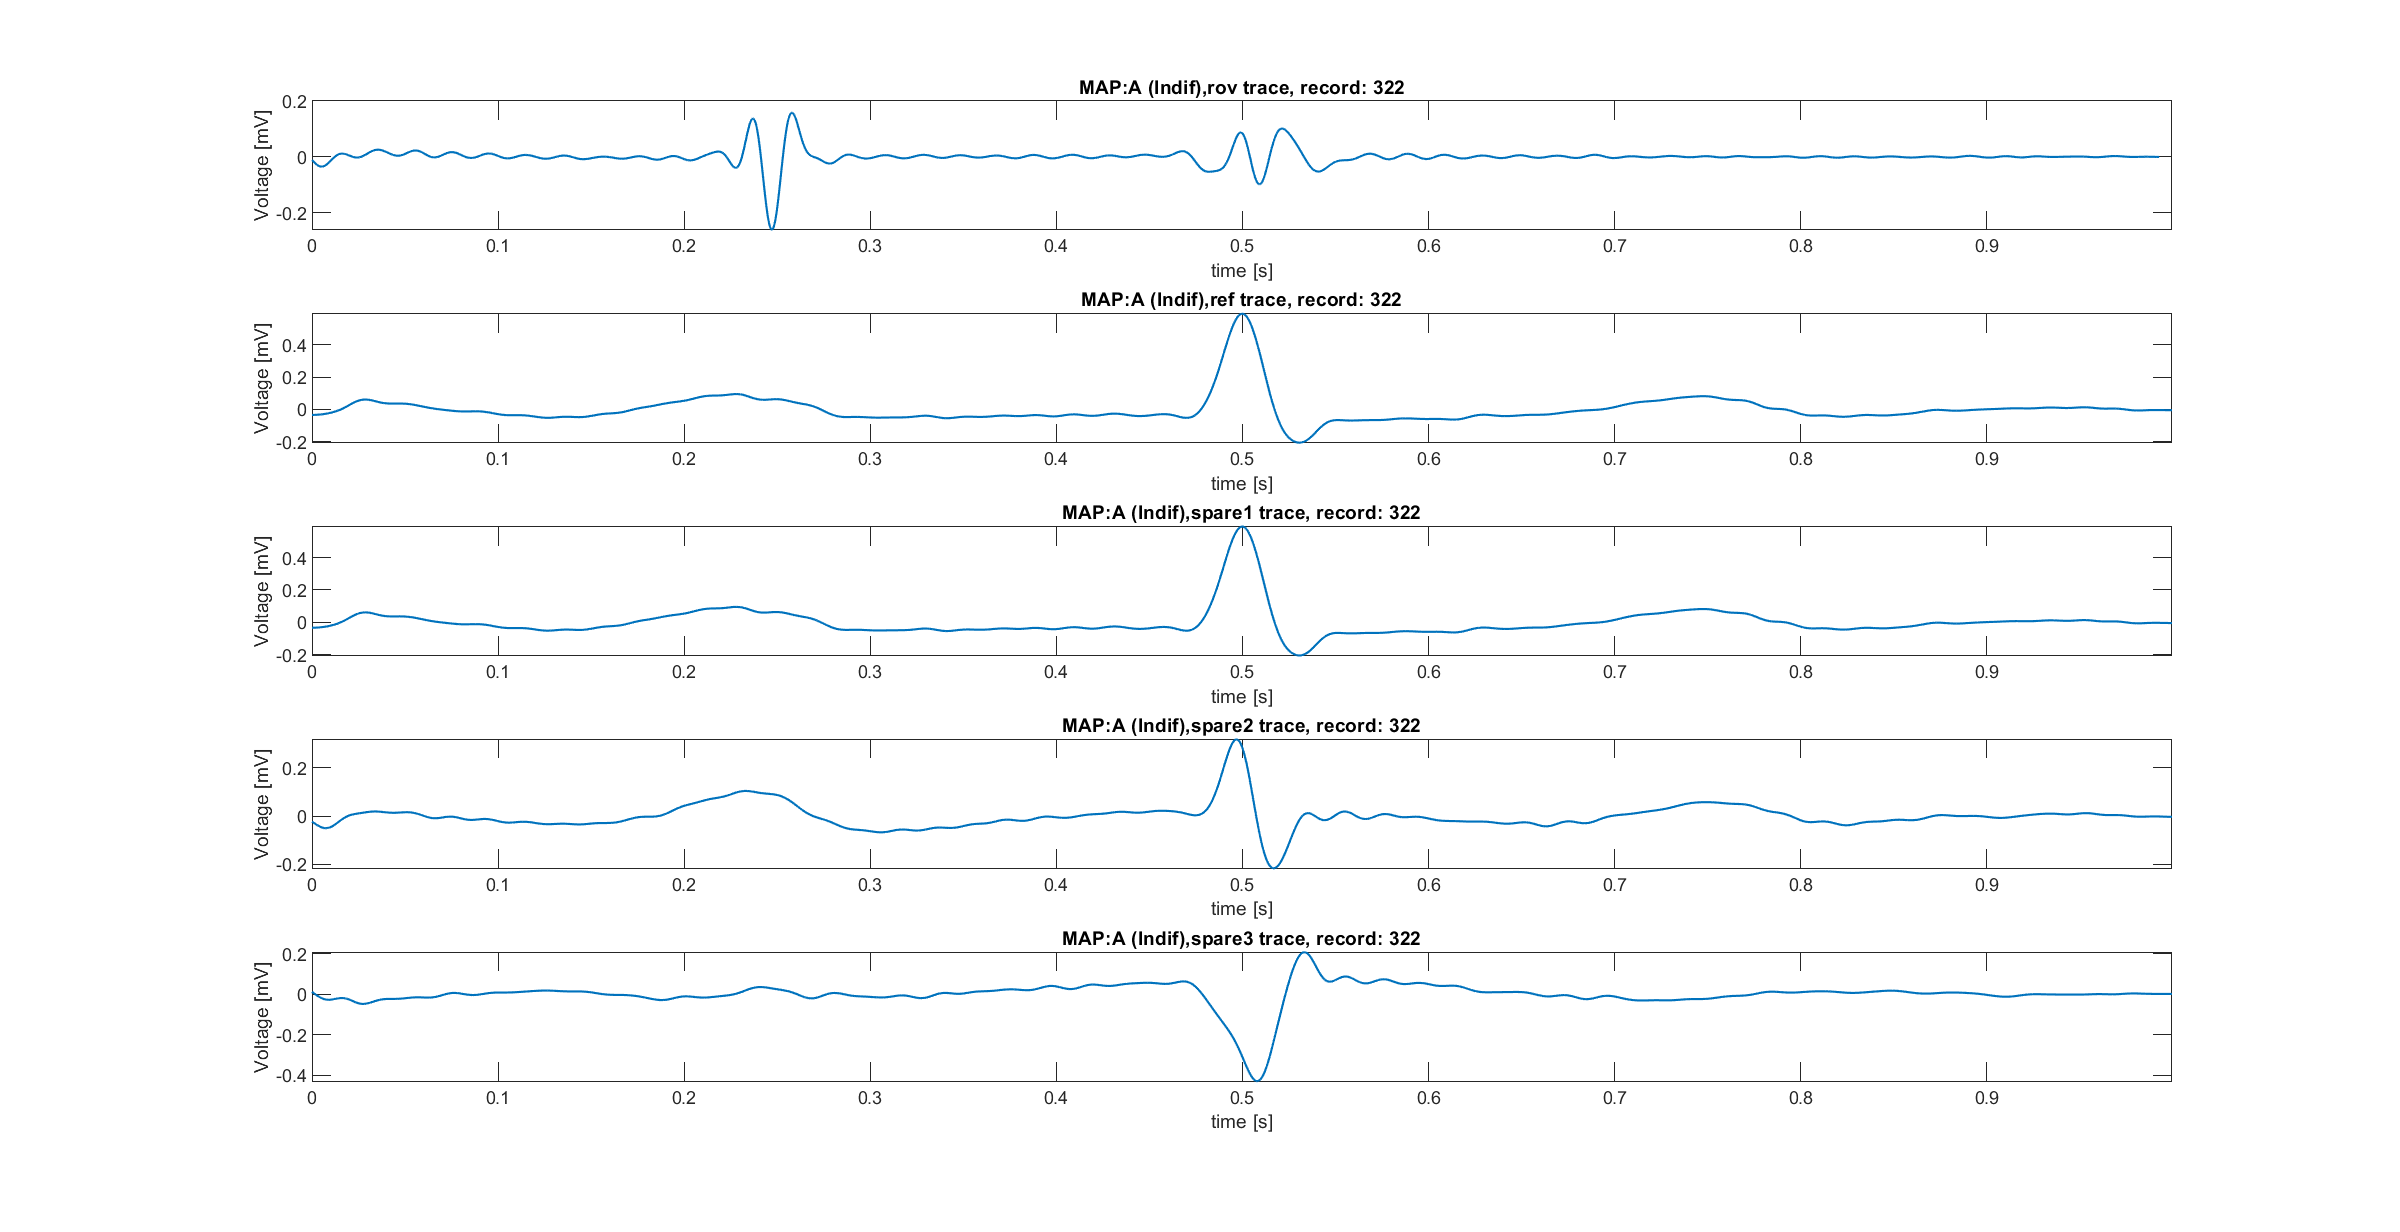 MAP:A (Indif),rov trace, record: 322
Voltage [mV]
0.2
0
-0.2
0 0.1 0.2 0.3 0.4 0.5 0.6 0.7 0.8 0.9
time [s]
MAP:A (Indif),ref trace, record: 322
Voltage [mV]
0.4
0.2
0
-0.2
0 0.1 0.2 0.3 0.4 0.5 0.6 0.7 0.8 0.9
time [s]
MAP:A (Indif),spare1 trace, record: 322
Voltage [mV]
0.4
0.2
0
-0.2
0 0.1 0.2 0.3 0.4 0.5 0.6 0.7 0.8 0.9
time [s]
MAP:A (Indif),spare2 trace, record: 322
Voltage [mV]
0.2
0
-0.2
0 0.1 0.2 0.3 0.4 0.5 0.6 0.7 0.8 0.9
time [s]
MAP:A (Indif),spare3 trace, record: 322
Voltage [mV]
0.2
0
-0.2
-0.4
0 0.1 0.2 0.3 0.4 0.5 0.6 0.7 0.8 0.9
time [s]